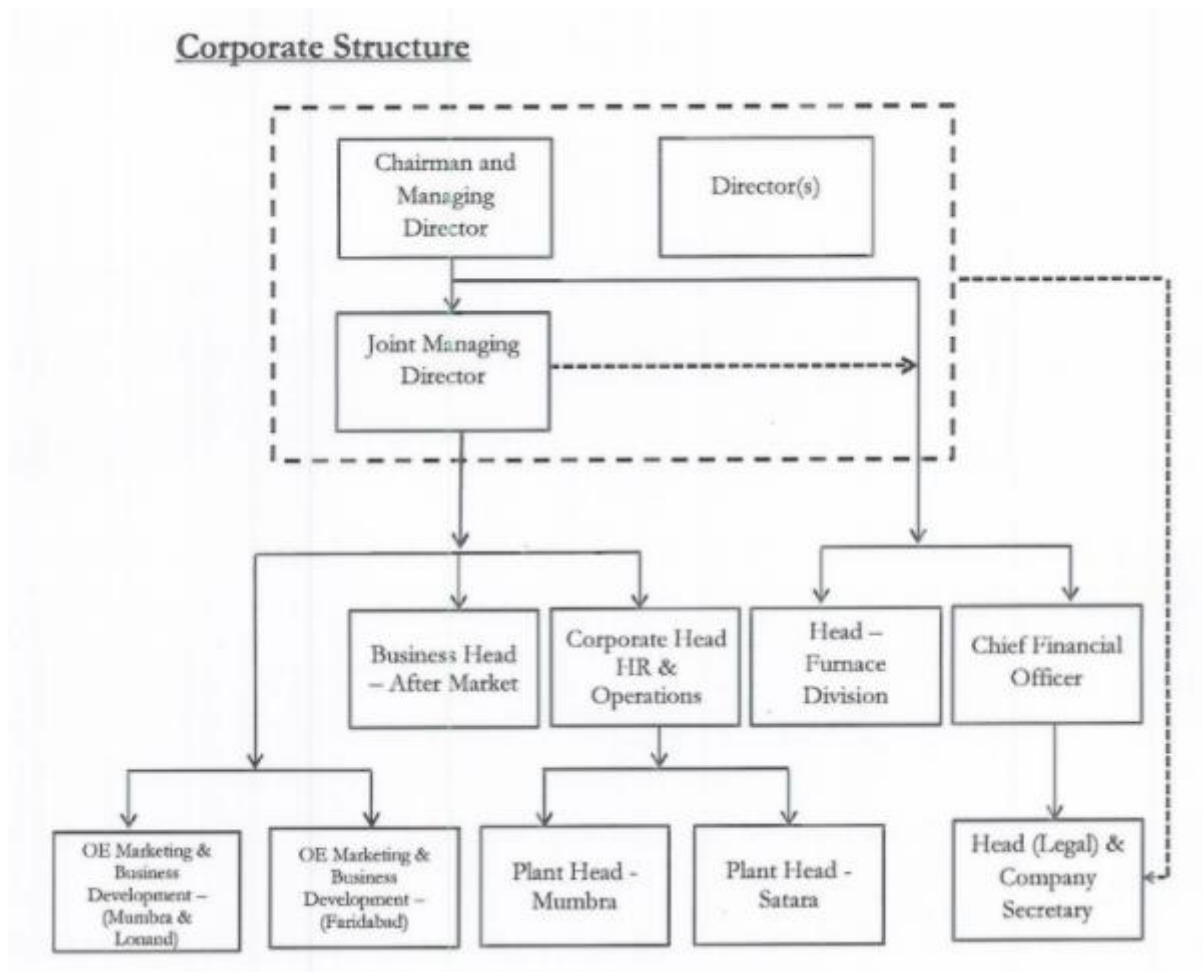 Corporate Structure
Chairman and
Managing
Director
Director(s)
Joint Managing
Director
Business Head
– After Market
Corporate Head
HR &
Operations
Head –
Furnace
Division
Chief Financial
Officer
OE Marketing &
Business
Development –
(Mumbra &
Lonand)
OE Marketing &
Business
Development –
(Faridabad)
Plant Head -
Mumbra
Plant Head -
Satara
Head (Legal) &
Company
Secretary